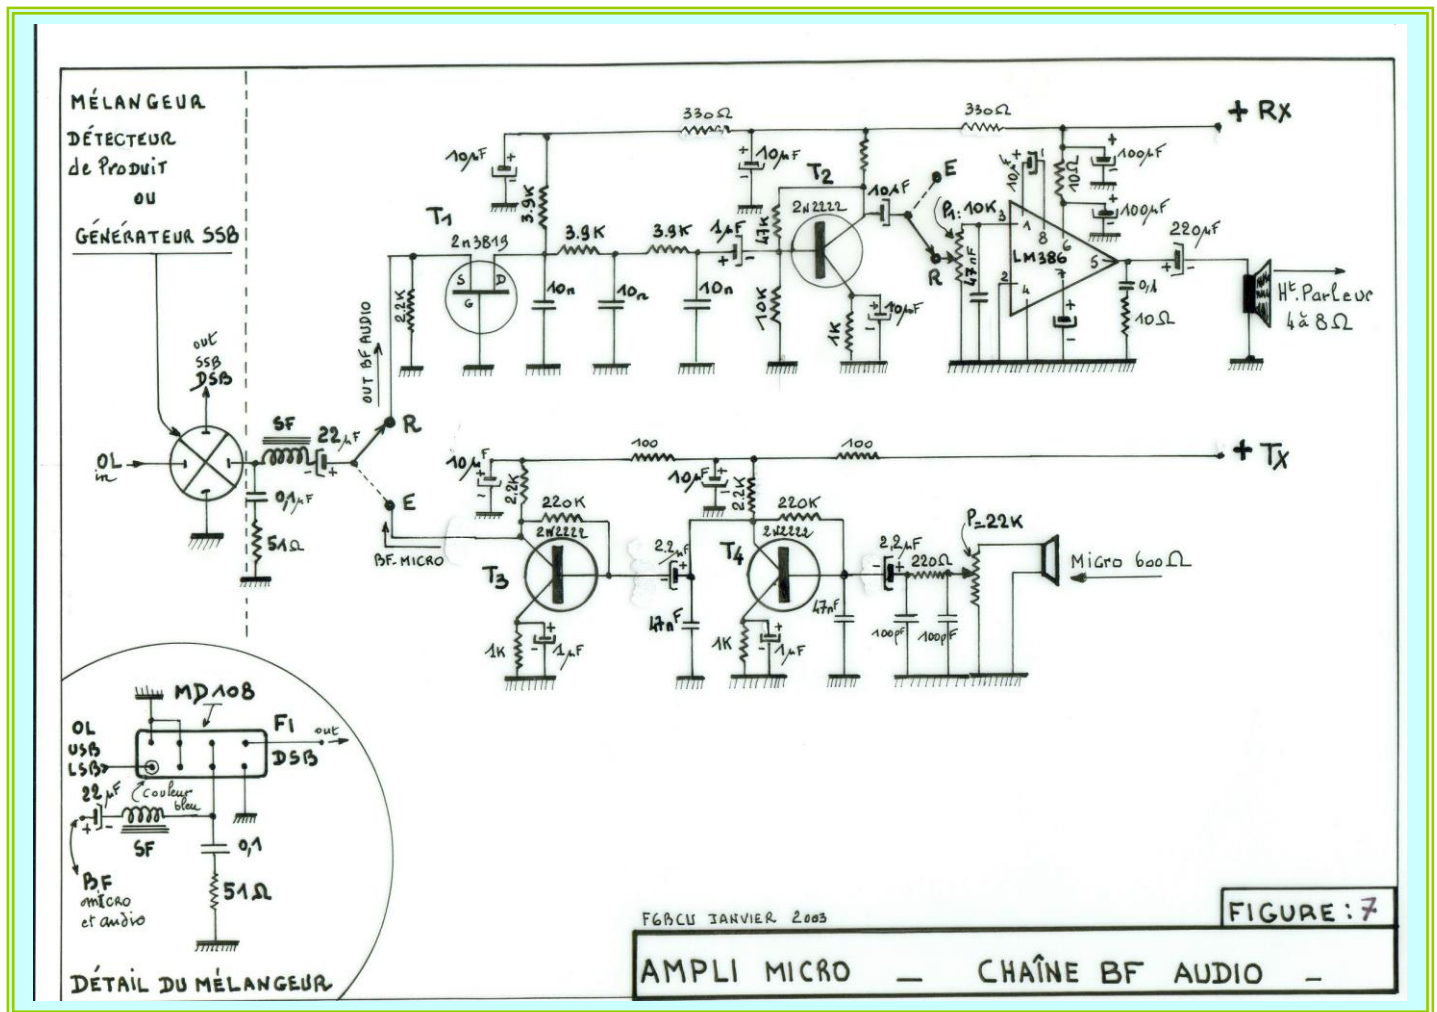 MÉLANGEUR
DÉTECTEUR
de Produit
OU
GÉNÉRATEUR SSB
330Ω
330Ω
+ Rx
10µF
+
-
3.9K
10µF
+
-
T2
10µF
E
10µ
+
1
10Ω
+
100µF
-
+
100µF
-
T1
2n3819
S
D
G
2.2K
3.9K
3.9K
1µF
+
-
47K
2N2222
P1: 10K
R
47nF
3
1
8
6
LM386
2
4
7
5
-
220µF
+
-
0,1
10Ω
Ht. Parleur
4 à 8Ω
10n
10n
10n
10K
1K
+
10µF
-
OUT BF AUDIO
out
SSB
DSB
OL
in
SF
22µF
-
+
R
E
BF-MICRO
0,1µF
51Ω
100
100
+ Tx
10µF
+
-
2,2K
220K
2N2222
T3
1K
+
-
1µF
2,2µF
-
+
47nF
10µF
+
-
2.2K
220K
2N2222
T4
1K
+
-
1µF
47nF
2,2µF
-
+
220Ω
P=22K
100pF
100pF
Micro 600Ω
MD108
OL
USB
LSB
FI
DSB
out
couleur
bleu
22µF
+
-
SF
0,1
51Ω
BF
micro
et audio
DÉTAIL DU MÉLANGEUR
F6BCU JANVIER 2003
FIGURE: 7
AMPLI MICRO _ CHAÎNE BF AUDIO _